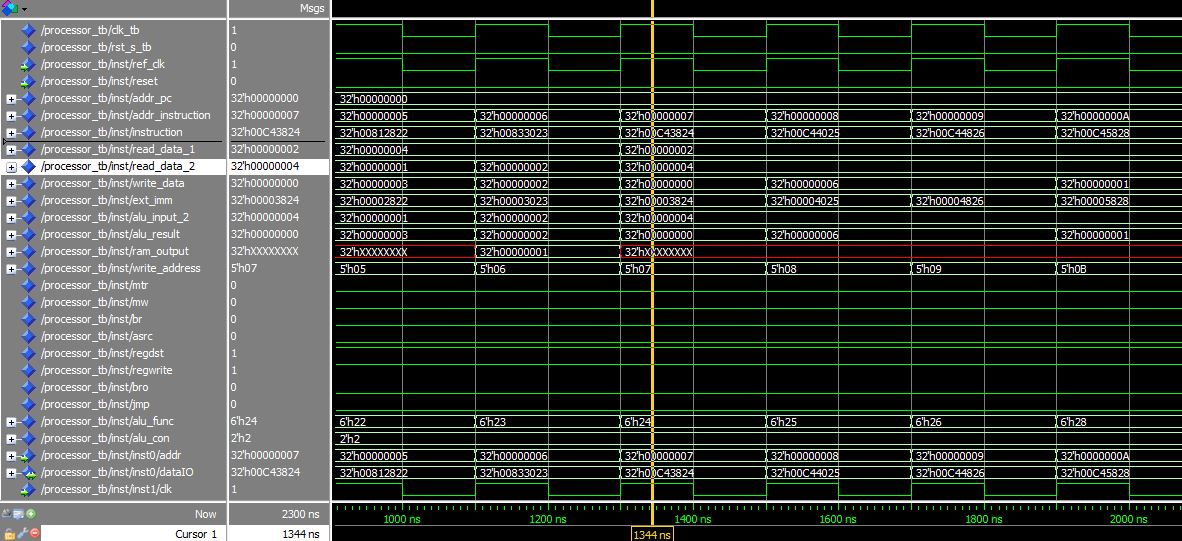 Msgs
/processor_tb/clk_tb 1
/processor_tb/rst_s_tb 0
/processor_tb/inst/ref_clk 1
/processor_tb/inst/reset 1
/processor_tb/inst/addr_pc 32'h00000000 32'h00000000
/processor_tb/inst/addr_instruction 32'h00000007 32'h00000005 32'h00000006 32'h00000007 32'h00000008 32'h00000009 32'h0000000A
/processor_tb/inst/instruction 32'h00C43824 32'h00812822 32'h00833023 32'h00C43824 32'h00C44025 32'h00C44826 32'h00C45828
/processor_tb/inst/read_data_1 32'h00000002 32'h00000004 32'h00000002
/processor_tb/inst/read_data_2 32'h00000004 32'h00000001 32'h00000002 32'h00000004
/processor_tb/inst/write_data 32'h00000000 32'h00000003 32'h00000002 32'h00000000 32'h00000006 32'h00000001
/processor_tb/inst/ext_imm 32'h00003824 32'h00002822 32'h00003023 32'h00003824 32'h00004025 32'h00004826 32'h00005828
/processor_tb/inst/alu_input_2 32'h00000004 32'h00000001 32'h00000002 32'h00000004
/processor_tb/inst/alu_result 32'h00000000 32'h00000003 32'h00000002 32'h00000000 32'h00000006 32'h00000001
/processor_tb/inst/ram_output 32'hXXXXXXXX 32'hXXXXXXXX 32'h00000001 32'hXXXXXXXX
/processor_tb/inst/write_address 5'h07 5'h05 5'h06 5'h07 5'h08 5'h09 5'h0B
/processor_tb/inst/mtr 0
/processor_tb/inst/mw 0
/processor_tb/inst/br 0
/processor_tb/inst/asrc 0
/processor_tb/inst/regdst 1
/processor_tb/inst/regwrite 1
/processor_tb/inst/bro 0
/processor_tb/inst/jmp 0
/processor_tb/inst/alu_func 6'h24 6'h22 6'h23 6'h24 6'h25 6'h26 6'h28
/processor_tb/inst/alu_con 2'h2 2'h2
/processor_tb/inst/inst0/addr 32'h00000007 32'h00000005 32'h00000006 32'h00000007 32'h00000008 32'h00000009 32'h0000000A
/processor_tb/inst/inst0/dataIO 32'h00C43824 32'h00812822 32'h00833023 32'h00C43824 32'h00C44025 32'h00C44826 32'h00C45828
/processor_tb/inst/inst1/clk 1
Now 2300 ns 1000 ns 1200 ns 1400 ns 1600 ns 1800 ns 2000 ns
Cursor 1 1344 ns 1344 ns